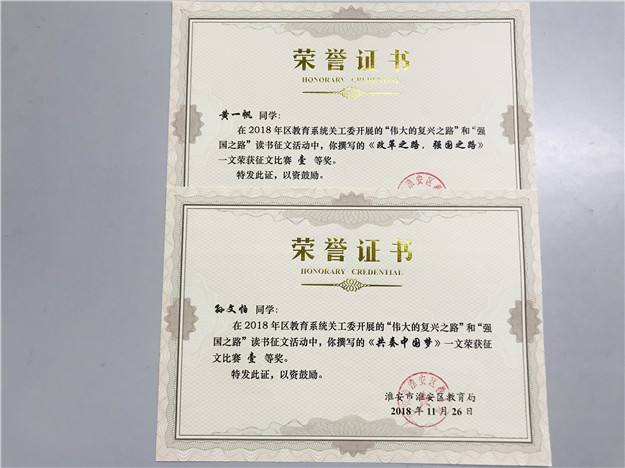 荣誉证书
HONORARY CREDENTIAL
黄一帆 同学：
在2018年区教育系统关工委开展的“伟大的复兴之路”和“强
国之路”读书征文活动中，你撰写的《改革之路，强国之路》
一文荣获征文比赛 壹 等奖。
特发此证，以资鼓励。
淮安区
荣誉证书
HONORARY CREDENTIAL
孙文怡 同学：
在2018年区教育系统关工委开展的“伟大的复兴之路”和“强
国之路”读书征文活动中，你撰写的《共奏中国梦》一文荣获征
文比赛 壹 等奖。
特发此证，以资鼓励。
淮安市淮安区教育局
2018年11月26日